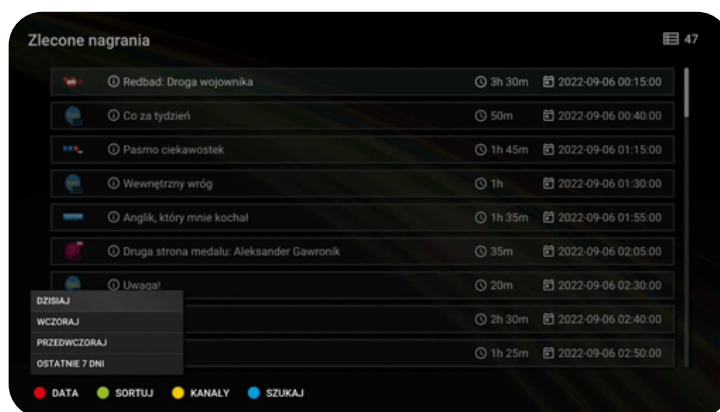 Zlecone nagrania 47
Redbad: Droga wojownika 3h 30m 2022-09-06 00:15:00
Co za tydzień 50m 2022-09-06 00:40:00
Pasmo ciekawostek 1h 45m 2022-09-06 01:15:00
Wewnętrzny wróg 1h 2022-09-06 01:30:00
Anglik, który mnie kochał 1h 35m 2022-09-06 01:55:00
Druga strona medalu: Aleksander Gawronik 35m 2022-09-06 02:05:00
Uwaga! 20m 2022-09-06 02:30:00
2h 30m 2022-09-06 02:40:00
1h 25m 2022-09-06 02:50:00
DZISIAJ
WCZORAJ
PRZEDWCZORAJ
OSTATNIE 7 DNI
DATA SORTUJ KANAŁY SZUKAJ